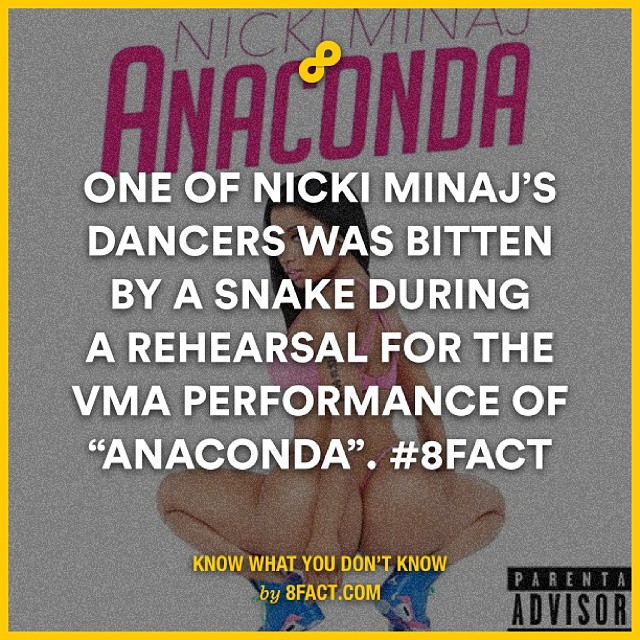 NICKI MINAJ
ANACONDA
ONE OF NICKI MINAJ’S
DANCERS WAS BITTEN
BY A SNAKE DURING
A REHEARSAL FOR THE
VMA PERFORMANCE OF
“ANACONDA”. #8FACT
KNOW WHAT YOU DON’T KNOW
by 8FACT.COM
PARENTA
ADVISOR